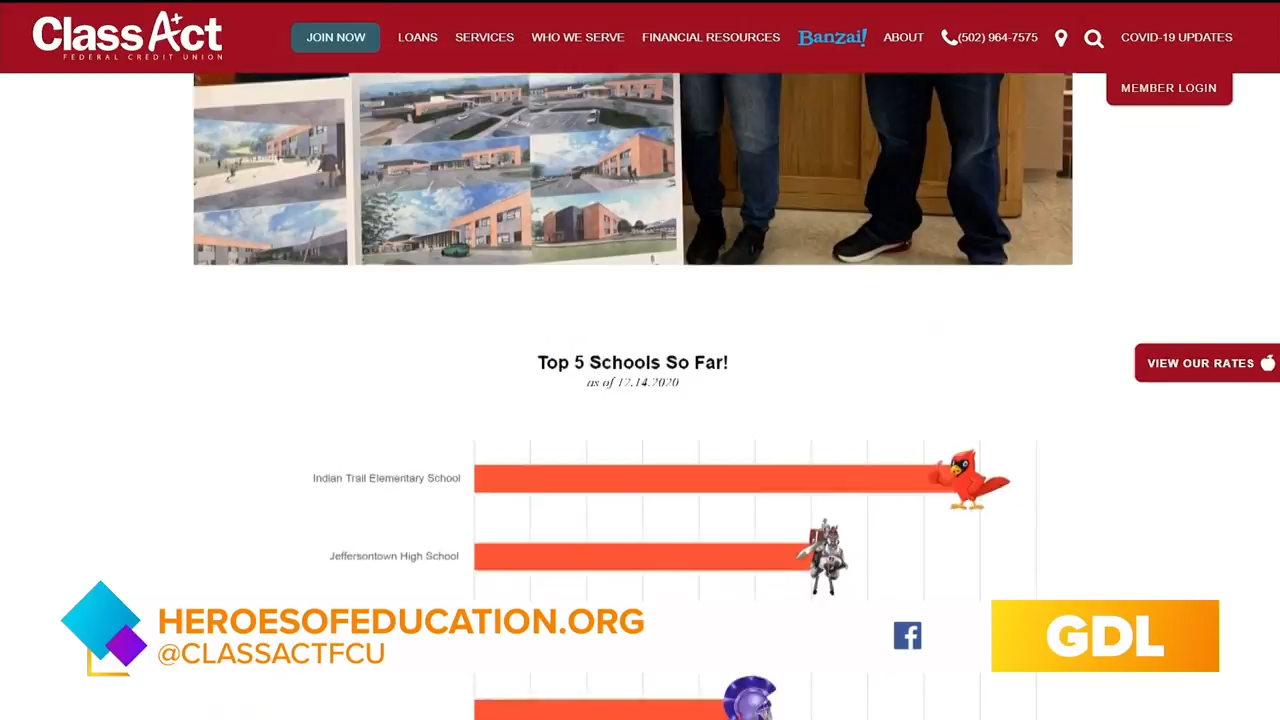 Class Act
FEDERAL CREDIT UNION
JOIN NOW
LOANS
SERVICES
WHO WE SERVE
FINANCIAL RESOURCES
Banzai!
ABOUT
(502) 964-7575
COVID-19 UPDATES
MEMBER LOGIN
Top 5 Schools So Far!
as of 12.14.2020
VIEW OUR RATES
Indian Trail Elementary School
Jeffersontown High School
HEROESOFEDUCATION.ORG
@CLASSACTFCU
GDL